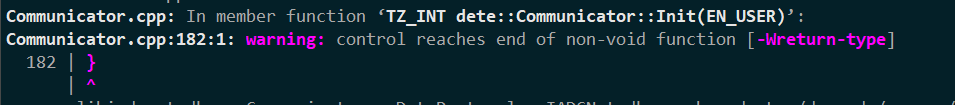 Communicator.cpp: In member function ‘TZ_INT dete::Communicator::Init(EN_USER)’:
Communicator.cpp:182:1: warning: control reaches end of non-void function [-Wreturn-type]
182 | }
| ^